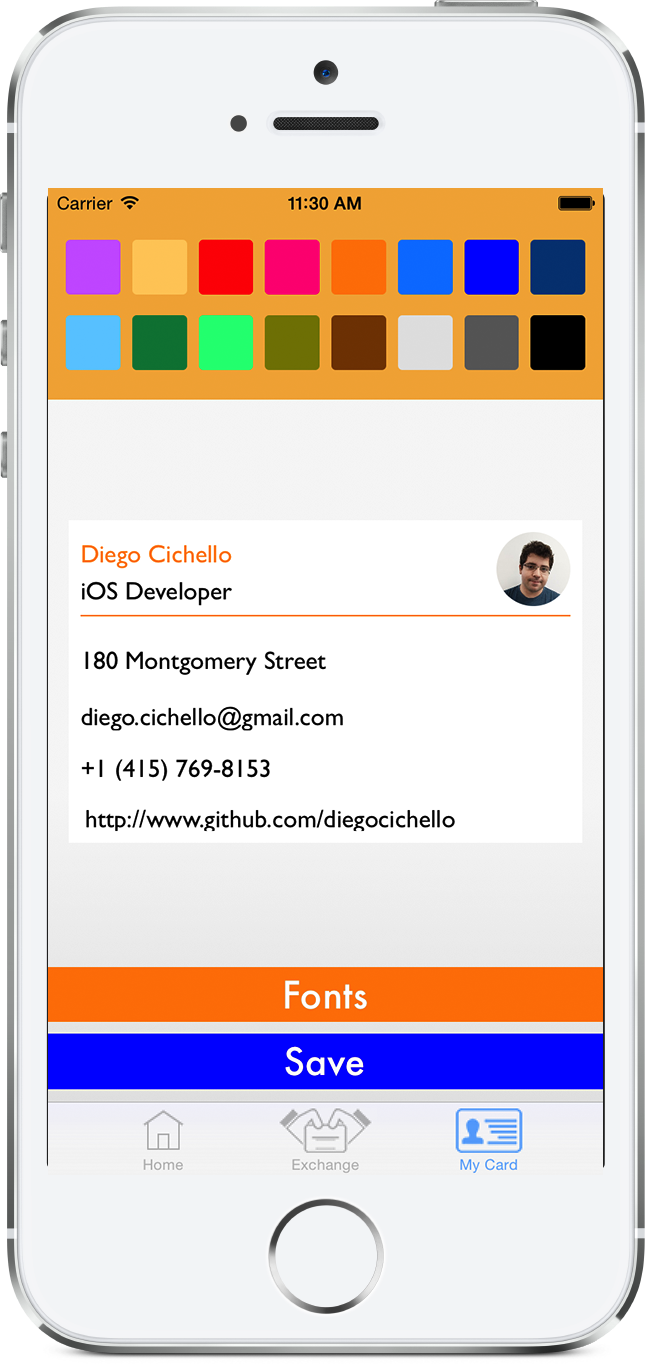 Carrier 11:30 AM
Diego Cichello
iOS Developer
180 Montgomery Street
diego.cichello@gmail.com
+1 (415) 769-8153
http://www.github.com/diegocichello
Fonts
Save
Home Exchange My Card